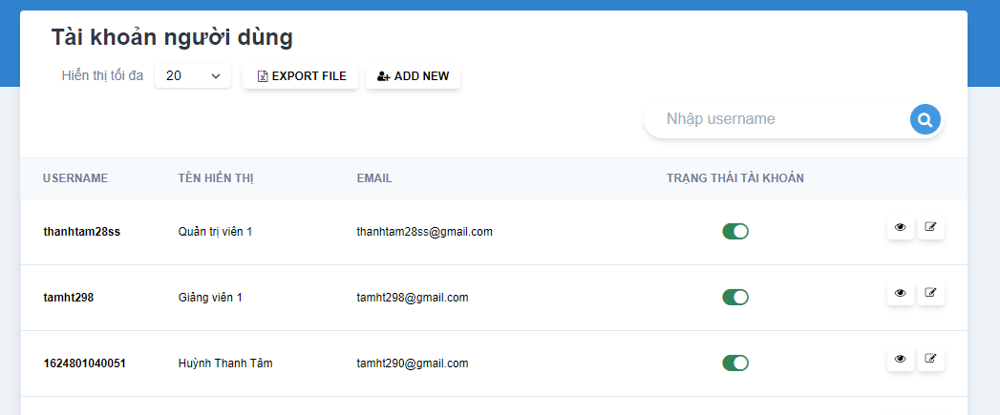 Tài khoản người dùng
Hiển thị tối đa 20 EXPORT FILE ADD NEW
Nhập username
USERNAME TÊN HIỂN THỊ EMAIL TRẠNG THÁI TÀI KHOẢN
thanhtam28ss Quản trị viên 1 thanhtam28ss@gmail.com
tamht298 Giảng viên 1 tamht298@gmail.com
1624801040051 Huỳnh Thanh Tâm tamht290@gmail.com